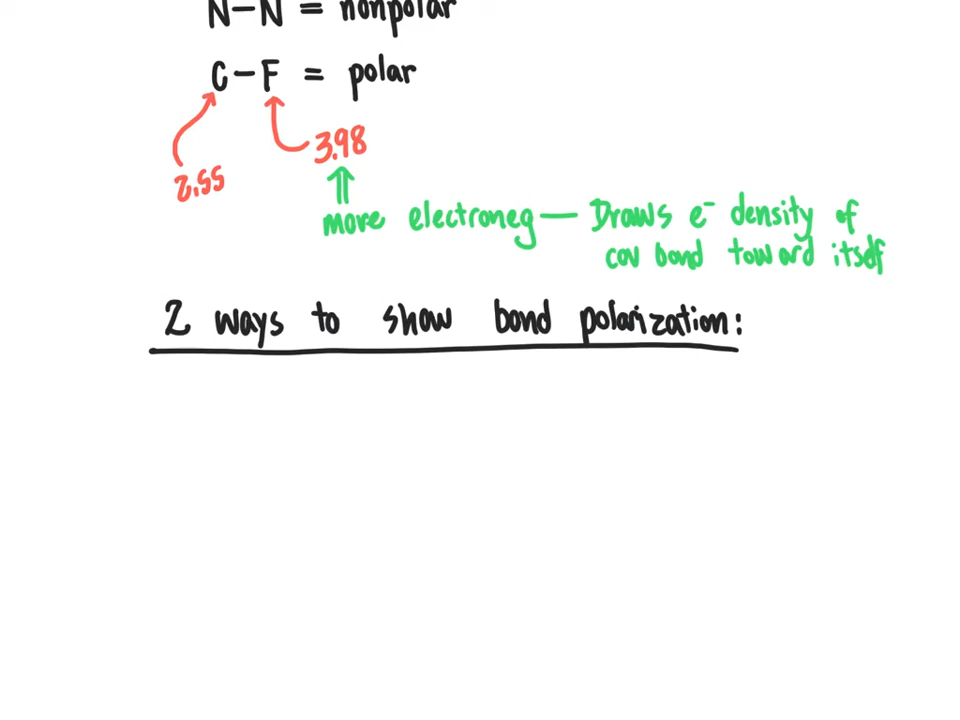 N-N = nonpolar
C-F = polar
3.98
2.55
more electroneg — Draws e⁻ density of
cov bond toward itself
2 ways to show bond polarization: